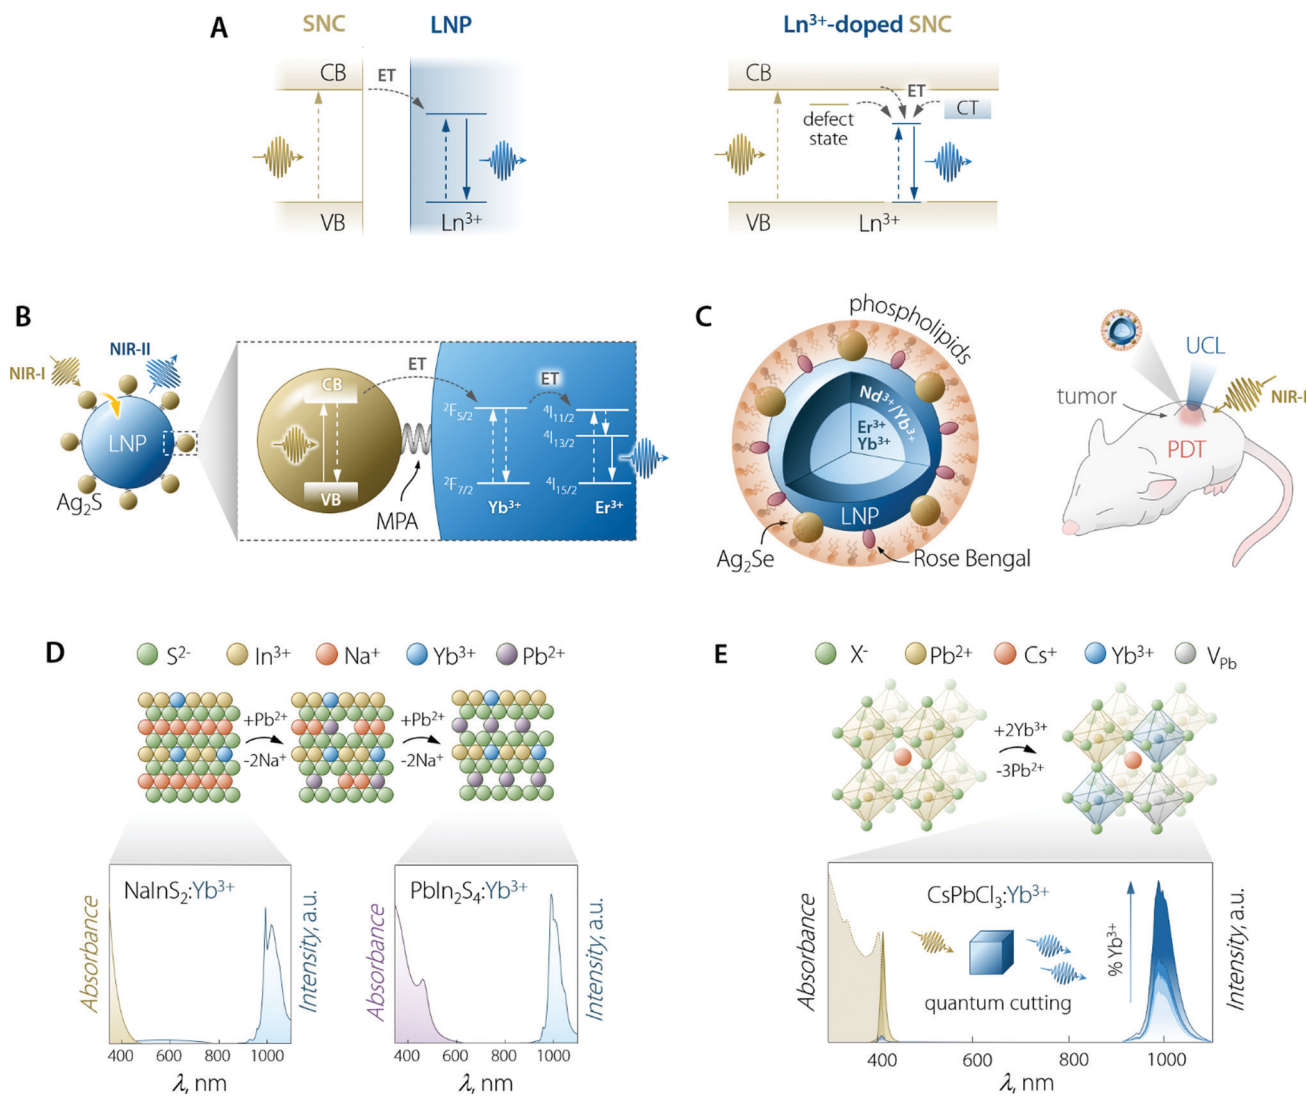 A
SNC
LNP
CB
ET
VB
Ln³⁺
Ln³⁺-doped SNC
CB
ET
CT
defect
state
VB
Ln³⁺
B
NIR-I
NIR-II
LNP
Ag₂S
CB
VB
ET
MPA
ET
²F₅/₂
²F₇/₂
Yb³⁺
⁴I₁₁/₂
⁴I₁₃/₂
⁴I₁₅/₂
Er³⁺
C
phospholipids
Nd³⁺/Yb³⁺
Er³⁺
Yb³⁺
LNP
Ag₂Se
Rose Bengal
UCL
tumor
NIR-I
PDT
D
S²⁻
In³⁺
Na⁺
Yb³⁺
Pb²⁺
+Pb²⁺
-2Na⁺
+Pb²⁺
-2Na⁺
NaInS₂:Yb³⁺
Absorbance
Intensity, a.u.
400 600 800 1000
λ, nm
PbIn₂S₄:Yb³⁺
Absorbance
Intensity, a.u.
400 600 800 1000
λ, nm
E
X⁻
Pb²⁺
Cs⁺
Yb³⁺
V_Pb
+2Yb³⁺
-3Pb²⁺
CsPbCl₃:Yb³⁺
quantum cutting
% Yb³⁺
Absorbance
Intensity, a.u.
400 600 800 1000
λ, nm